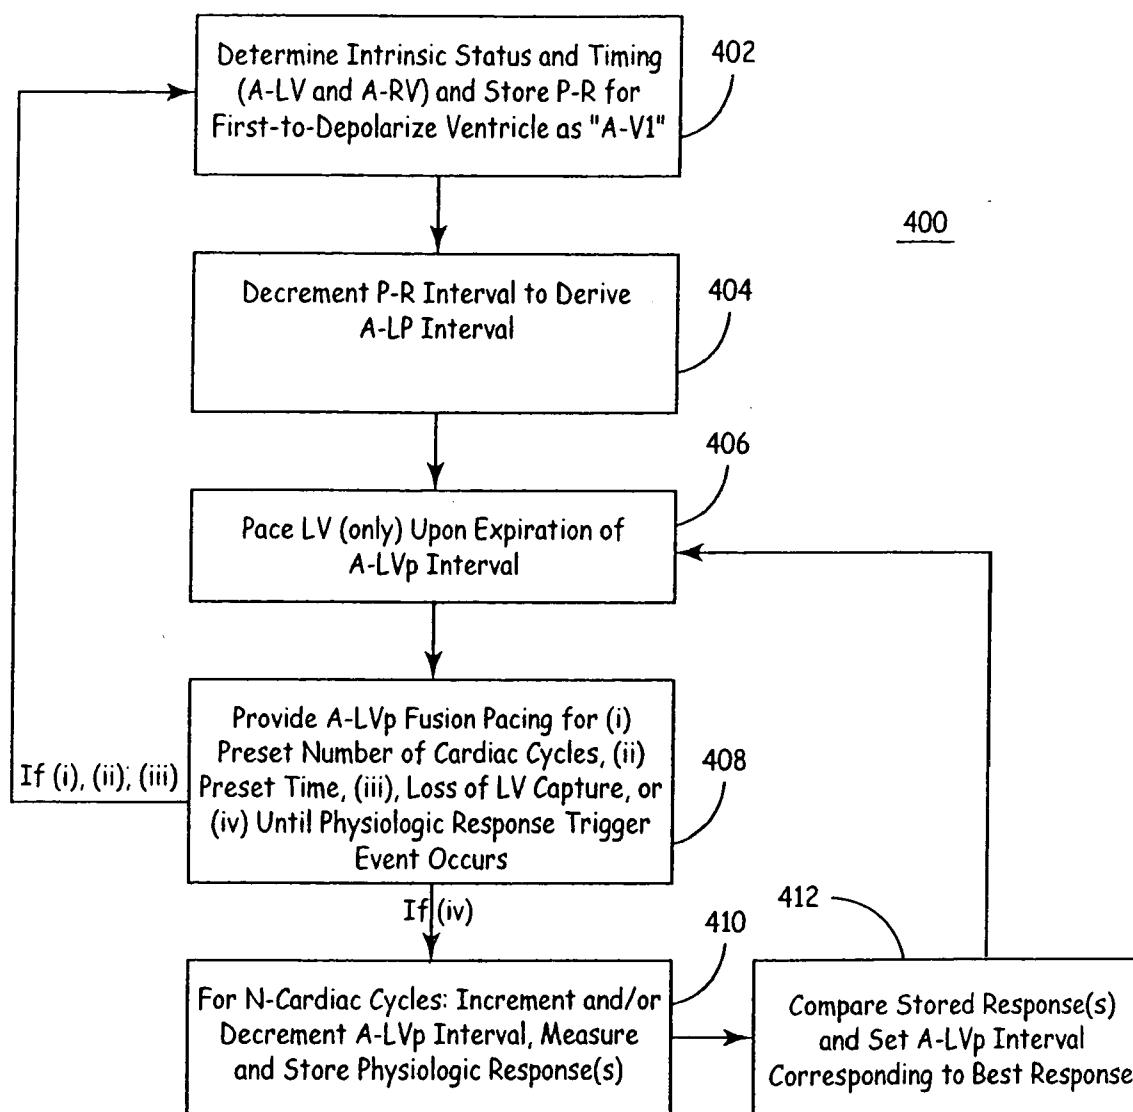 Determine Intrinsic Status and Timing
(A-LV and A-RV) and Store P-R for
First-to-Depolarize Ventricle as "A-V1"
402
400
Decrement P-R Interval to Derive
A-LP Interval
404
406
Pace LV (only) Upon Expiration of
A-LVp Interval
Provide A-LVp Fusion Pacing for (i)
Preset Number of Cardiac Cycles, (ii)
Preset Time, (iii), Loss of LV Capture, or
(iv) Until Physiologic Response Trigger
Event Occurs
408
If (i), (ii), (iii)
If (iv)
410
412
For N-Cardiac Cycles: Increment and/or
Decrement A-LVp Interval, Measure
and Store Physiologic Response(s)
Compare Stored Response(s)
and Set A-LVp Interval
Corresponding to Best Response